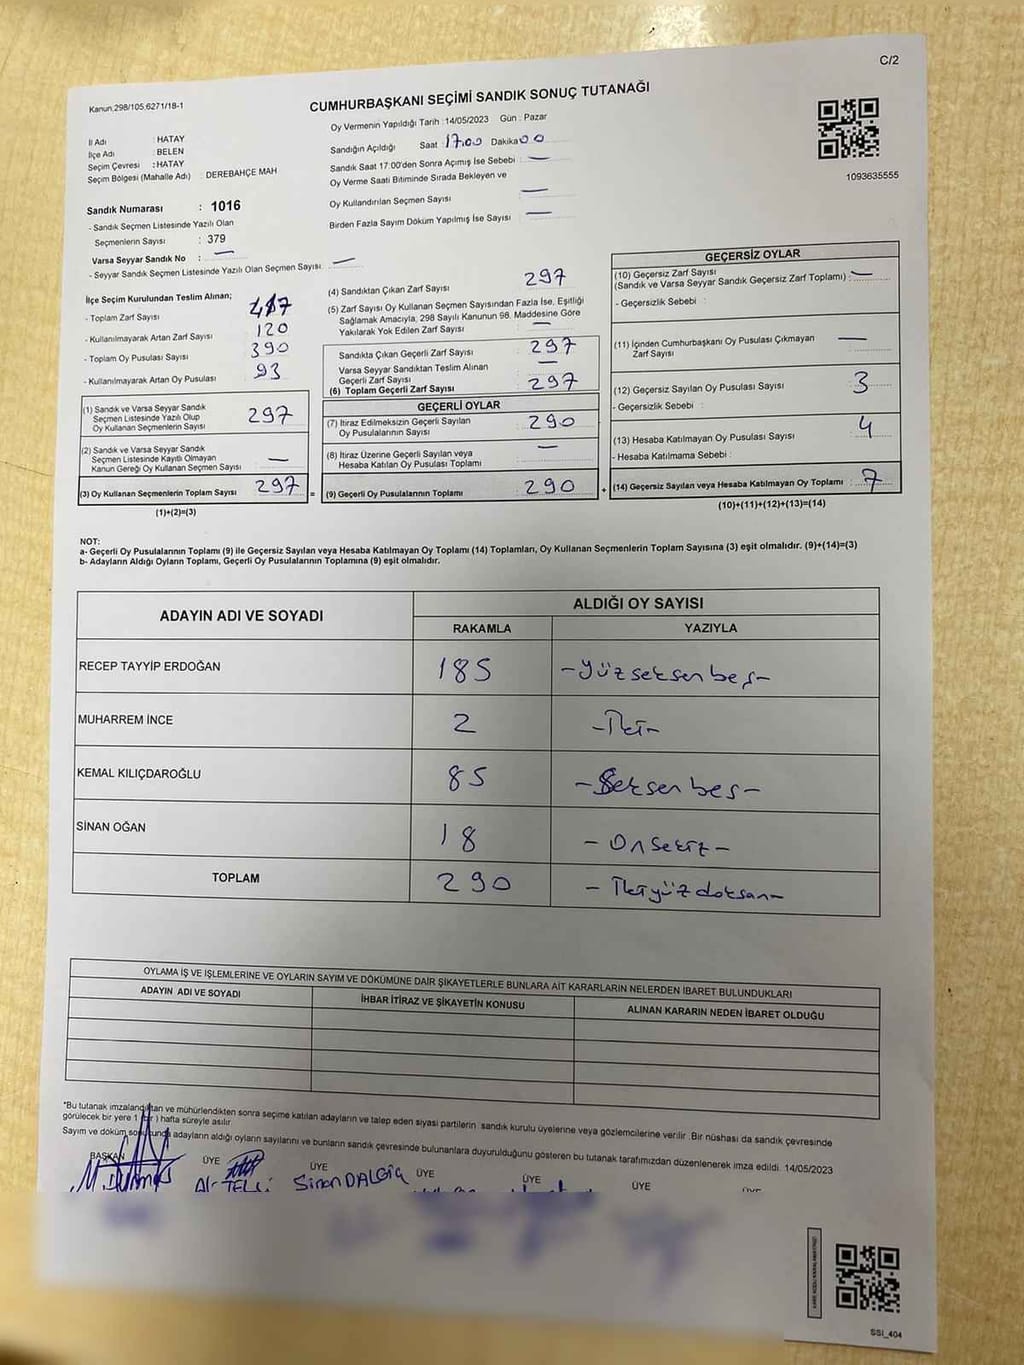 C/2
Kanun.298/105,6271/18-1
CUMHURBAŞKANI SEÇİMİ SANDIK SONUÇ TUTANAĞI
1093635555
İl Adı : HATAY
İlçe Adı : BELEN
Seçim Çevresi : HATAY
Seçim Bölgesi (Mahalle Adı) : DEREBAHÇE MAH
Sandık Numarası : 1016
- Sandık Seçmen Listesinde Yazılı Olan
Seçmenlerin Sayısı : 379
Varsa Seyyar Sandık No : —
- Seyyar Sandık Seçmen Listesinde Yazılı Olan Seçmen Sayısı : —
Oy Vermenin Yapıldığı Tarih : 14/05/2023 Gün : Pazar
Sandığın Açıldığı Saat 17.00 Dakika 00
Sandık Saat 17:00'den Sonra Açımış İse Sebebi : —
Oy Verme Saati Bitiminde Sırada Bekleyen ve
Oy Kullandırılan Seçmen Sayısı : —
Birden Fazla Sayım Döküm Yapılmış İse Sayısı : —
İlçe Seçim Kurulundan Teslim Alınan;
- Toplam Zarf Sayısı : 417
- Kullanılmayarak Artan Zarf Sayısı : 120
- Toplam Oy Pusulası Sayısı : 390
- Kullanılmayarak Artan Oy Pusulası : 93
(1) Sandık ve Varsa Seyyar Sandık
Seçmen Listesinde Yazılı Olup
Oy Kullanan Seçmenlerin Sayısı : 297
(2) Sandık ve Varsa Seyyar Sandık
Seçmen Listesinde Kayıtlı Olmayan
Kanun Gereği Oy Kullanan Seçmen Sayısı : —
(3) Oy Kullanan Seçmenlerin Toplam Sayısı : 297 =
(1)+(2)=(3)
(4) Sandıktan Çıkan Zarf Sayısı : 297
(5) Zarf Sayısı Oy Kullanan Seçmen Sayısından Fazla İse, Eşitliği
Sağlamak Amacıyla; 298 Sayılı Kanunun 98. Maddesine Göre
Yakılarak Yok Edilen Zarf Sayısı : —
Sandıkta Çıkan Geçerli Zarf Sayısı : 297
Varsa Seyyar Sandıktan Teslim Alınan
Geçerli Zarf Sayısı : —
(6) Toplam Geçerli Zarf Sayısı : 297
GEÇERLİ OYLAR
(7) İtiraz Edilmeksizin Geçerli Sayılan
Oy Pusulalarının Sayısı : 290
(8) İtiraz Üzerine Geçerli Sayılan veya
Hesaba Katılan Oy Pusulası Toplamı : —
(9) Geçerli Oy Pusulalarının Toplamı : 290 +
GEÇERSİZ OYLAR
(10) Geçersiz Zarf Sayısı
(Sandık ve Varsa Seyyar Sandık Geçersiz Zarf Toplamı) : —
- Geçersizlik Sebebi :
(11) İçinden Cumhurbaşkanı Oy Pusulası Çıkmayan
Zarf Sayısı : —
(12) Geçersiz Sayılan Oy Pusulası Sayısı : 3
- Geçersizlik Sebebi :
(13) Hesaba Katılmayan Oy Pusulası Sayısı : 4
- Hesaba Katılmama Sebebi :
(14) Geçersiz Sayılan veya Hesaba Katılmayan Oy Toplamı : 7
(10)+(11)+(12)+(13)=(14)
NOT:
a- Geçerli Oy Pusulalarının Toplamı (9) ile Geçersiz Sayılan veya Hesaba Katılmayan Oy Toplamı (14) Toplamları, Oy Kullanan Seçmenlerin Toplam Sayısına (3) eşit olmalıdır. (9)+(14)=(3)
b- Adayların Aldığı Oyların Toplamı, Geçerli Oy Pusulalarının Toplamına (9) eşit olmalıdır.
ADAYIN ADI VE SOYADI
ALDIĞI OY SAYISI
RAKAMLA YAZIYLA
RECEP TAYYİP ERDOĞAN 185 -Yüzseksenbeş-
MUHARREM İNCE 2 -İki-
KEMAL KILIÇDAROĞLU 85 -Seksenbeş-
SİNAN OĞAN 18 -Onsekiz-
TOPLAM 290 -İkiyüzdoksan-
OYLAMA İŞ VE İŞLEMLERİNE VE OYLARIN SAYIM VE DÖKÜMÜNE DAİR ŞİKAYETLERLE BUNLARA AİT KARARLARIN NELERDEN İBARET BULUNDUKLARI
ADAYIN ADI VE SOYADI İHBAR İTİRAZ VE ŞİKAYETİN KONUSU ALINAN KARARIN NEDEN İBARET OLDUĞU
*Bu tutanak imzalandıktan ve mühürlendikten sonra seçime katılan adayların ve talep eden siyasi partilerin sandık kurulu üyelerine veya gözlemcilerine verilir. Bir nüshası da sandık çevresinde
görülecek bir yere 1 (bir) hafta süreyle asılır.
Sayım ve döküm sonucunda adayların aldığı oyların sayılarını ve bunların sandık çevresinde bulunanlara duyurulduğunu gösteren bu tutanak tarafımızdan düzenlenerek imza edildi. 14/05/2023
BAŞKAN ÜYE ÜYE ÜYE ÜYE ÜYE ÜYE
Sinan DALGIÇ
SSI_404